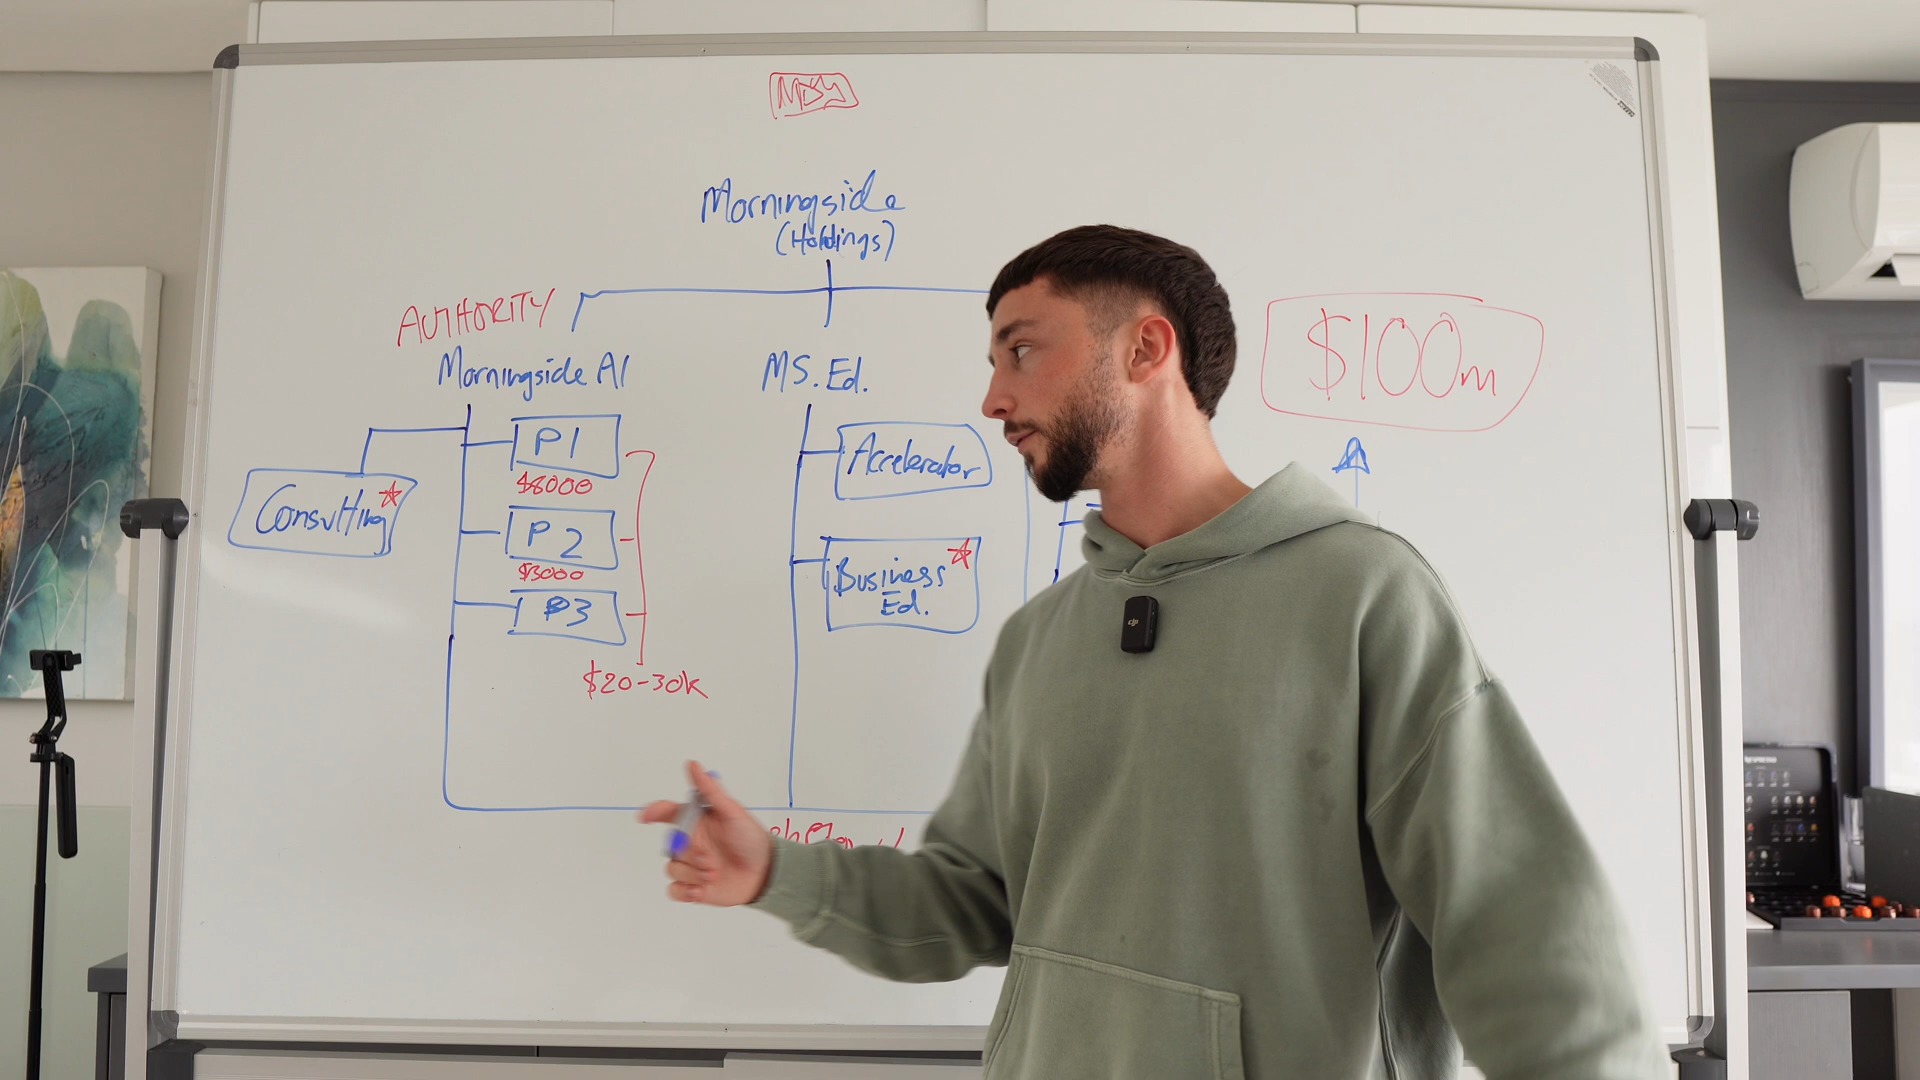 Morningside
(Holdings)
AUTHORITY
Morningside AI
MS. Ed.
$100m
P1
$8000
Accelerator
Consulting
P2
$3000
Business
Ed.
P3
$20-30k